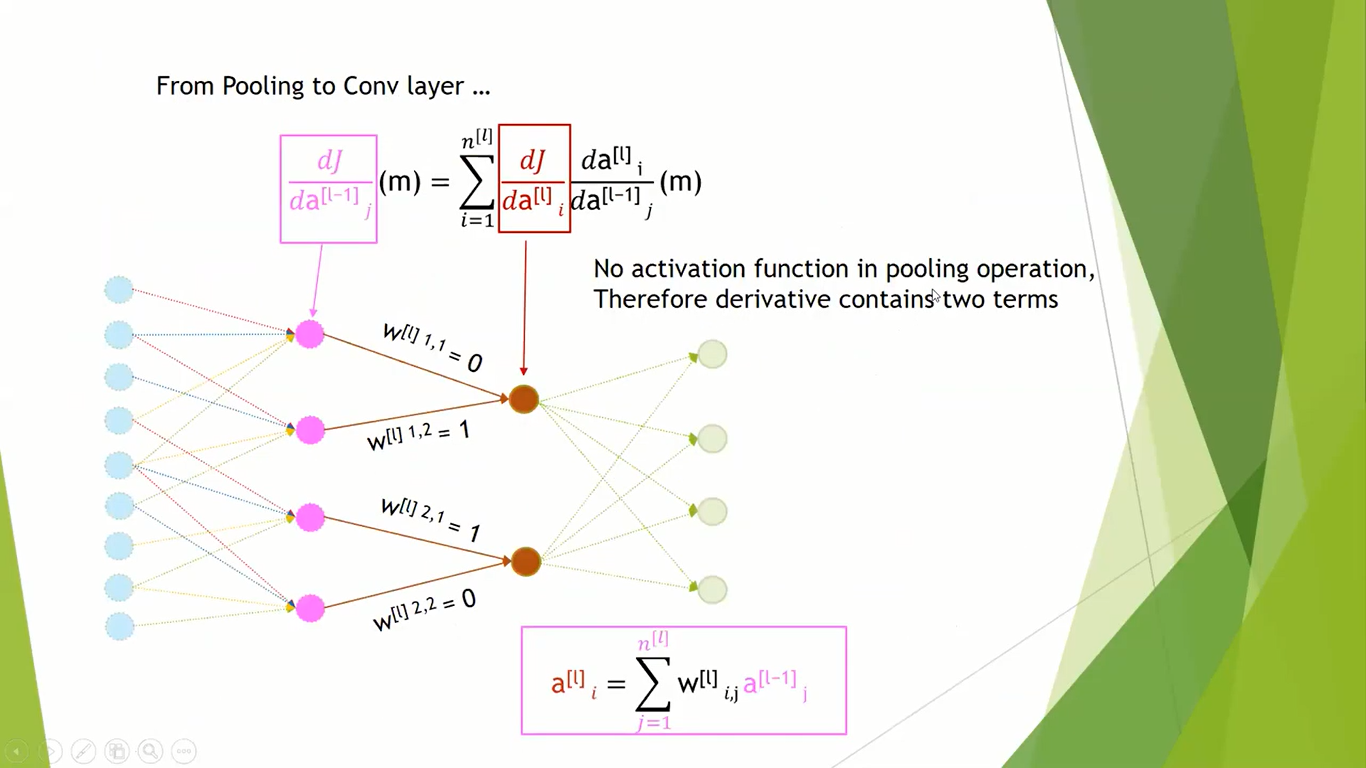 From Pooling to Conv layer ...
dJ/da[l−1]j (m) = n[l]∑i=1 dJ/da[l]i da[l]i/da[l−1]j (m)
No activation function in pooling operation,
Therefore derivative contains two terms
w[l] 1,1 = 0
w[l] 1,2 = 1
w[l] 2,1 = 1
w[l] 2,2 = 0
a[l]i = n[l]∑j=1 w[l]i,j a[l−1]j